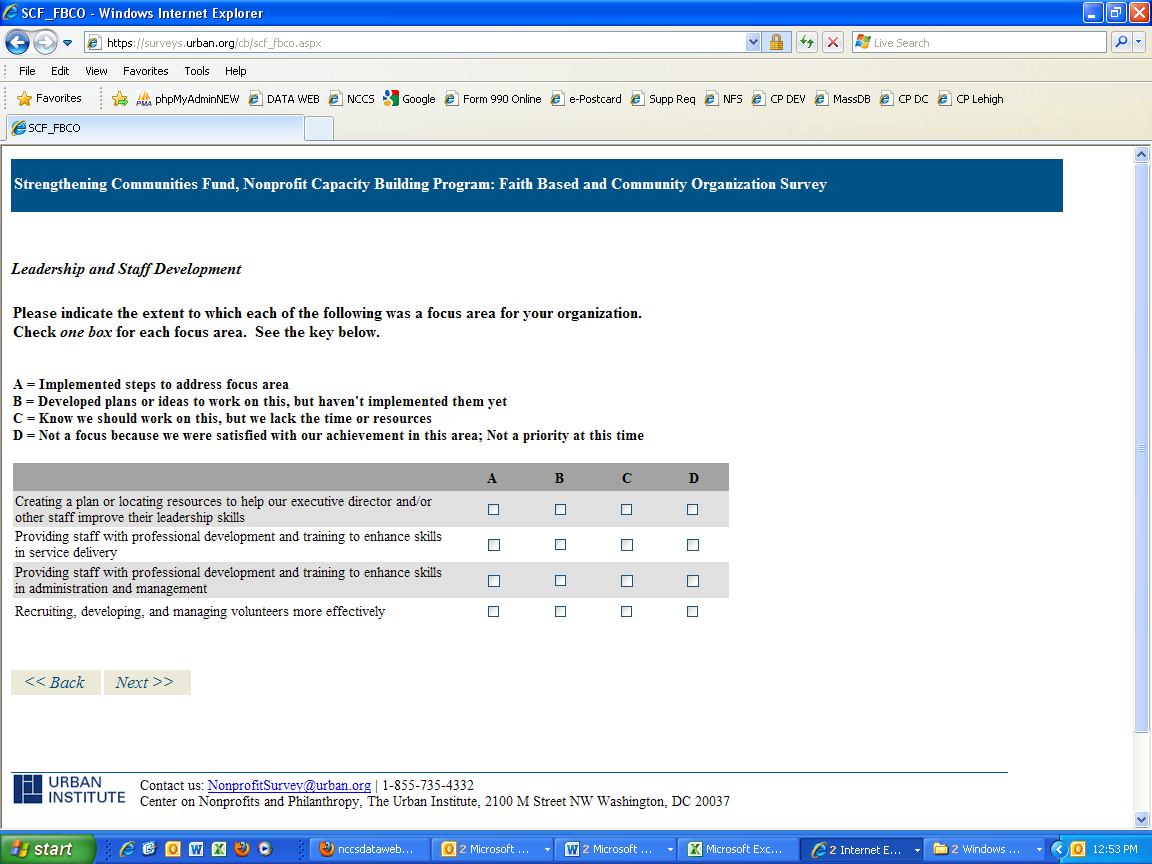 SCF_FBCO - Windows Internet Explorer
https://surveys.urban.org/cb/scf_fbco.aspx
Live Search
File Edit View Favorites Tools Help
Favorites PMA phpMyAdminNEW DATA WEB NCCS Google Form 990 Online e-Postcard Supp Req NFS CP DEV MassDB CP DC CP Lehigh
SCF_FBCO
Strengthening Communities Fund, Nonprofit Capacity Building Program: Faith Based and Community Organization Survey
Leadership and Staff Development
Please indicate the extent to which each of the following was a focus area for your organization.
Check one box for each focus area. See the key below.
A = Implemented steps to address focus area
B = Developed plans or ideas to work on this, but haven't implemented them yet
C = Know we should work on this, but we lack the time or resources
D = Not a focus because we were satisfied with our achievement in this area; Not a priority at this time
A B C D
Creating a plan or locating resources to help our executive director and/or
other staff improve their leadership skills
Providing staff with professional development and training to enhance skills
in service delivery
Providing staff with professional development and training to enhance skills
in administration and management
Recruiting, developing, and managing volunteers more effectively
<< Back Next >>
URBAN
INSTITUTE
Contact us: NonprofitSurvey@urban.org | 1-855-735-4332
Center on Nonprofits and Philanthropy, The Urban Institute, 2100 M Street NW Washington, DC 20037
start nccsdataweb... 2 Microsoft ... 2 Microsoft ... Microsoft Exc... 2 Internet E... 2 Windows ... 12:53 PM